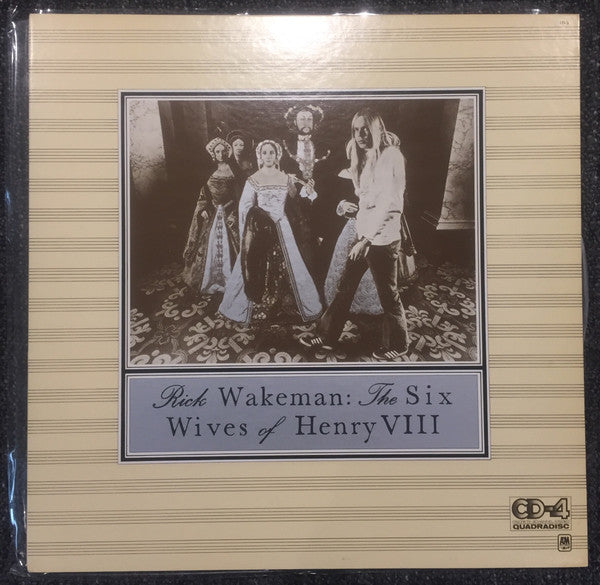 Rick Wakeman: The Six
Wives of Henry VIII
CD-4
QUADRADISC
A&M